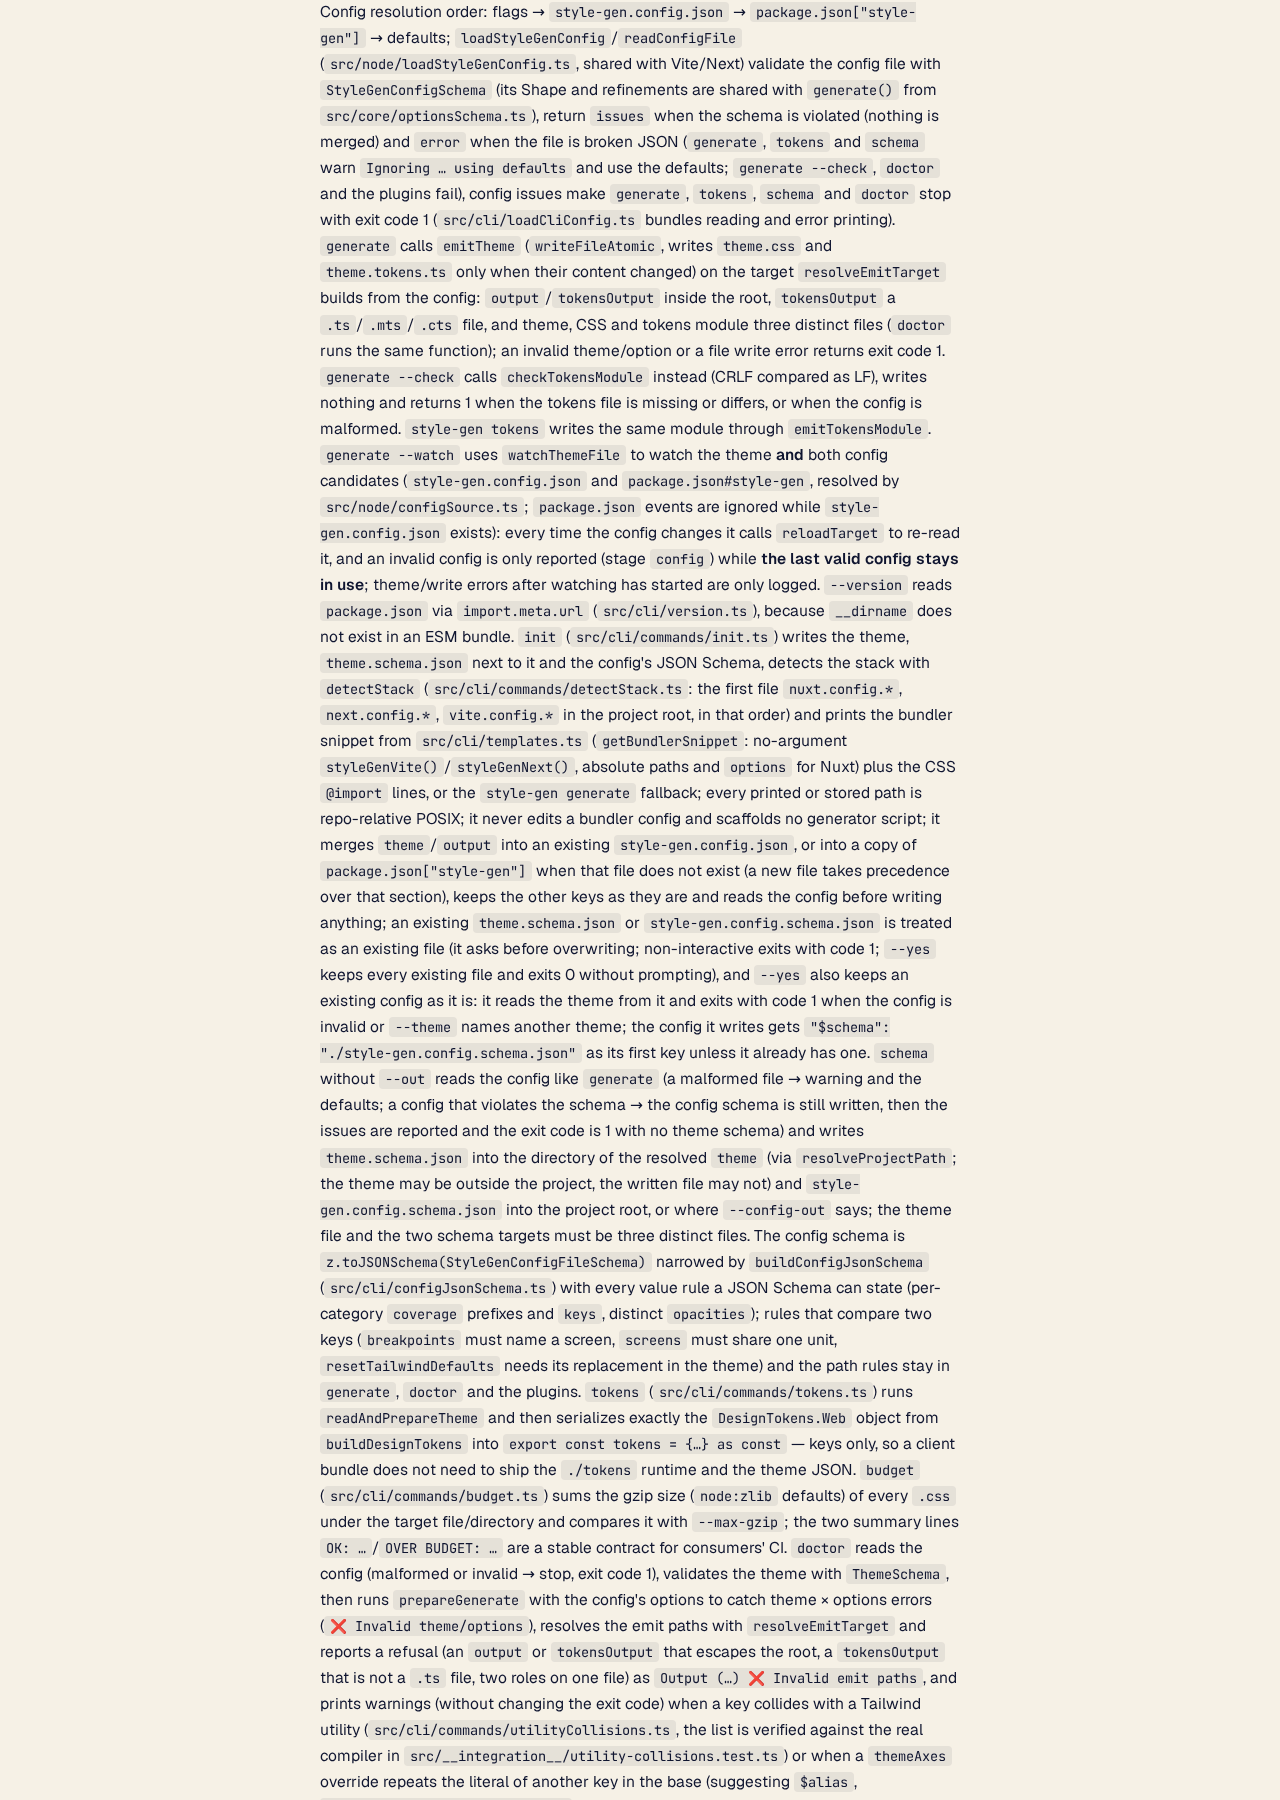 Config resolution order: flags → style-gen.config.json → package.json["style-
gen"] → defaults; loadStyleGenConfig / readConfigFile
( src/node/loadStyleGenConfig.ts , shared with Vite/Next) validate the config file with
StyleGenConfigSchema (its Shape and refinements are shared with generate() from
src/core/optionsSchema.ts ), return issues when the schema is violated (nothing is
merged) and error when the file is broken JSON ( generate , tokens and schema
warn Ignoring … using defaults and use the defaults; generate --check , doctor
and the plugins fail), config issues make generate , tokens , schema and doctor stop
with exit code 1 ( src/cli/loadCliConfig.ts bundles reading and error printing).
generate calls emitTheme ( writeFileAtomic , writes theme.css and
theme.tokens.ts only when their content changed) on the target resolveEmitTarget
builds from the config: output / tokensOutput inside the root, tokensOutput a
.ts / .mts / .cts file, and theme, CSS and tokens module three distinct files ( doctor
runs the same function); an invalid theme/option or a file write error returns exit code 1.
generate --check calls checkTokensModule instead (CRLF compared as LF), writes
nothing and returns 1 when the tokens file is missing or differs, or when the config is
malformed. style-gen tokens writes the same module through emitTokensModule .
generate --watch uses watchThemeFile to watch the theme and both config
candidates ( style-gen.config.json and package.json#style-gen , resolved by
src/node/configSource.ts ; package.json events are ignored while style-
gen.config.json exists): every time the config changes it calls reloadTarget to re-read
it, and an invalid config is only reported (stage config ) while the last valid config stays
in use; theme/write errors after watching has started are only logged. --version reads
package.json via import.meta.url ( src/cli/version.ts ), because __dirname does
not exist in an ESM bundle. init ( src/cli/commands/init.ts ) writes the theme,
theme.schema.json next to it and the config's JSON Schema, detects the stack with
detectStack ( src/cli/commands/detectStack.ts : the first file nuxt.config.* ,
next.config.* , vite.config.* in the project root, in that order) and prints the bundler
snippet from src/cli/templates.ts ( getBundlerSnippet : no-argument
styleGenVite() / styleGenNext() , absolute paths and options for Nuxt) plus the CSS
@import lines, or the style-gen generate fallback; every printed or stored path is
repo-relative POSIX; it never edits a bundler config and scaffolds no generator script; it
merges theme / output into an existing style-gen.config.json , or into a copy of
package.json["style-gen"] when that file does not exist (a new file takes precedence
over that section), keeps the other keys as they are and reads the config before writing
anything; an existing theme.schema.json or style-gen.config.schema.json is treated
as an existing file (it asks before overwriting; non-interactive exits with code 1; --yes
keeps every existing file and exits 0 without prompting), and --yes also keeps an
existing config as it is: it reads the theme from it and exits with code 1 when the config is
invalid or --theme names another theme; the config it writes gets "$schema":
"./style-gen.config.schema.json" as its first key unless it already has one. schema
without --out reads the config like generate (a malformed file → warning and the
defaults; a config that violates the schema → the config schema is still written, then the
issues are reported and the exit code is 1 with no theme schema) and writes
theme.schema.json into the directory of the resolved theme (via resolveProjectPath ;
the theme may be outside the project, the written file may not) and style-
gen.config.schema.json into the project root, or where --config-out says; the theme
file and the two schema targets must be three distinct files. The config schema is
z.toJSONSchema(StyleGenConfigFileSchema) narrowed by buildConfigJsonSchema
( src/cli/configJsonSchema.ts ) with every value rule a JSON Schema can state (per-
category coverage prefixes and keys , distinct opacities ); rules that compare two
keys ( breakpoints must name a screen, screens must share one unit,
resetTailwindDefaults needs its replacement in the theme) and the path rules stay in
generate , doctor and the plugins. tokens ( src/cli/commands/tokens.ts ) runs
readAndPrepareTheme and then serializes exactly the DesignTokens.Web object from
buildDesignTokens into export const tokens = {…} as const — keys only, so a client
bundle does not need to ship the ./tokens runtime and the theme JSON. budget
( src/cli/commands/budget.ts ) sums the gzip size ( node:zlib defaults) of every .css
under the target file/directory and compares it with --max-gzip ; the two summary lines
OK: … / OVER BUDGET: … are a stable contract for consumers' CI. doctor reads the
config (malformed or invalid → stop, exit code 1), validates the theme with ThemeSchema ,
then runs prepareGenerate with the config's options to catch theme × options errors
( ❌ Invalid theme/options ), resolves the emit paths with resolveEmitTarget and
reports a refusal (an output or tokensOutput that escapes the root, a tokensOutput
that is not a .ts file, two roles on one file) as Output (…) ❌ Invalid emit paths , and
prints warnings (without changing the exit code) when a key collides with a Tailwind
utility ( src/cli/commands/utilityCollisions.ts , the list is verified against the real
compiler in src/__integration__/utility-collisions.test.ts ) or when a themeAxes
override repeats the literal of another key in the base (suggesting $alias ,